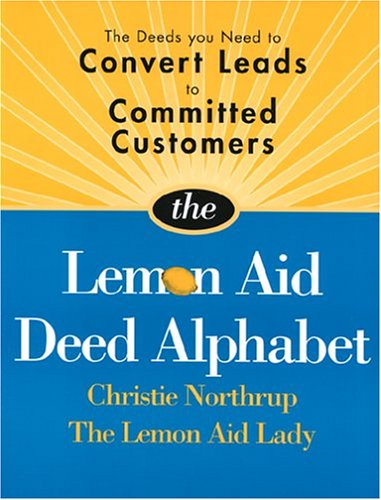 The Deeds you Need to
Convert Leads
to
Committed
Customers
the
Lemon Aid
Deed Alphabet
Christie Northrup
The Lemon Aid Lady